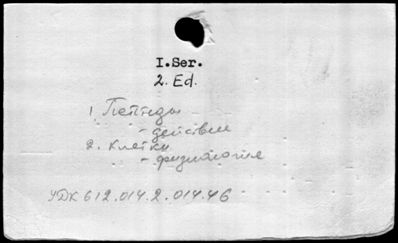 I.Ser.
2. Ed.
1. Пептиды
- действие
2. Клетки
- физиология
УДК 612.014.2.014.46